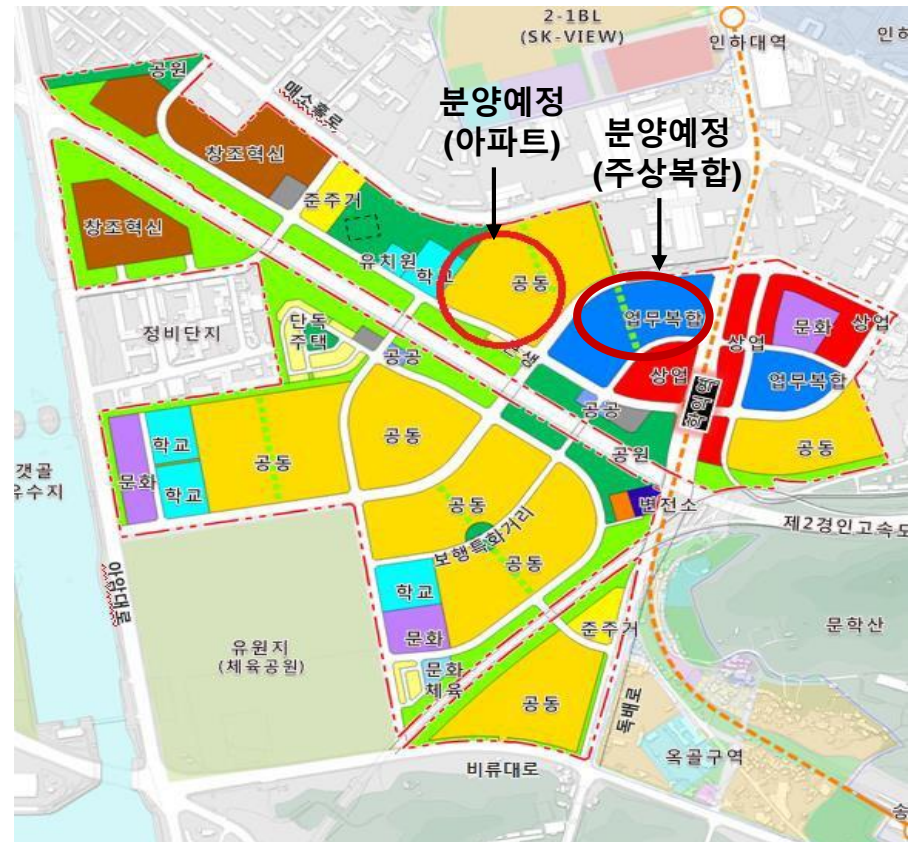 2-1BL
(SK-VIEW)
인하대역
인하
공원
매소홀로
분양예정
(아파트)
분양예정
(주상복합)
창조혁신
준주거
창조혁신
유치원
학교
공동
업무복합
문화
상업
상업
정비단지
단독
주택
공공
상업
업무복합
학익역
공공
공동
학교
공동
공동
공원
갯골
유수지
문화
학교
공동
변전소
보행특화거리
제2경인고속도
공동
아암대로
학교
유원지
(체육공원)
문화
준주거
문학산
문화
체육
공동
독배로
옥골구역
비류대로
송